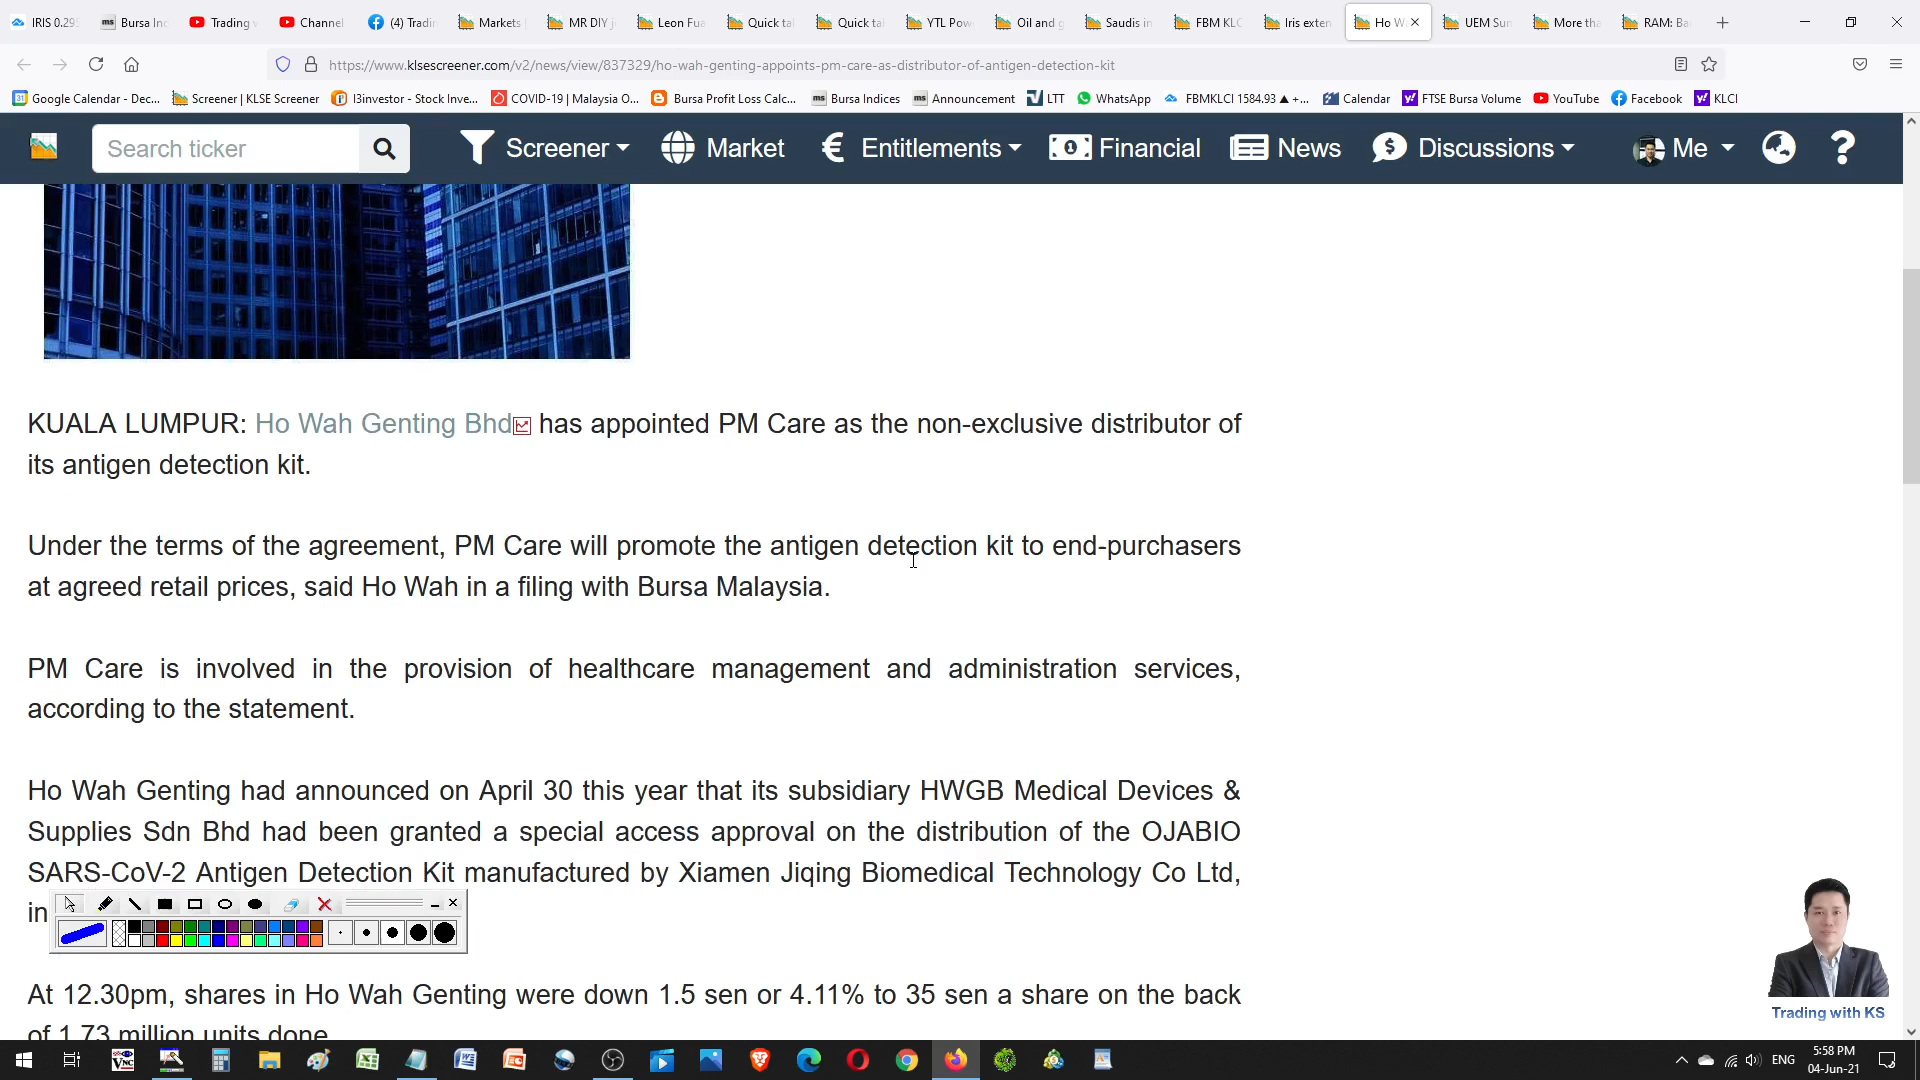 IRIS 0.29
Bursa Ind
Trading v
Channel
(4) Tradin
Markets
MR DIY j
Leon Fua
Quick tal
Quick tal
YTL Pow
Oil and g
Saudis in
FBM KLC
Iris exten
Ho W
UEM Sun
More tha
RAM: Ba
https://www.klsescreener.com/v2/news/view/837329/ho-wah-genting-appoints-pm-care-as-distributor-of-antigen-detection-kit
Google Calendar - Dec...
Screener | KLSE Screener
I3investor - Stock Inve...
COVID-19 | Malaysia O...
Bursa Profit Loss Calc...
Bursa Indices
Announcement
LTT
WhatsApp
FBMKLCI 1584.93 ▲ +...
Calendar
FTSE Bursa Volume
YouTube
Facebook
KLCI
Search ticker
Screener
Market
Entitlements
Financial
News
Discussions
Me
KUALA LUMPUR: Ho Wah Genting Bhd has appointed PM Care as the non-exclusive distributor of
its antigen detection kit.
Under the terms of the agreement, PM Care will promote the antigen detection kit to end-purchasers
at agreed retail prices, said Ho Wah in a filing with Bursa Malaysia.
PM Care is involved in the provision of healthcare management and administration services,
according to the statement.
Ho Wah Genting had announced on April 30 this year that its subsidiary HWGB Medical Devices &
Supplies Sdn Bhd had been granted a special access approval on the distribution of the OJABIO
SARS-CoV-2 Antigen Detection Kit manufactured by Xiamen Jiqing Biomedical Technology Co Ltd,
in
At 12.30pm, shares in Ho Wah Genting were down 1.5 sen or 4.11% to 35 sen a share on the back
of 1.73 million units done
Trading with KS
ENG
5:58 PM
04-Jun-21